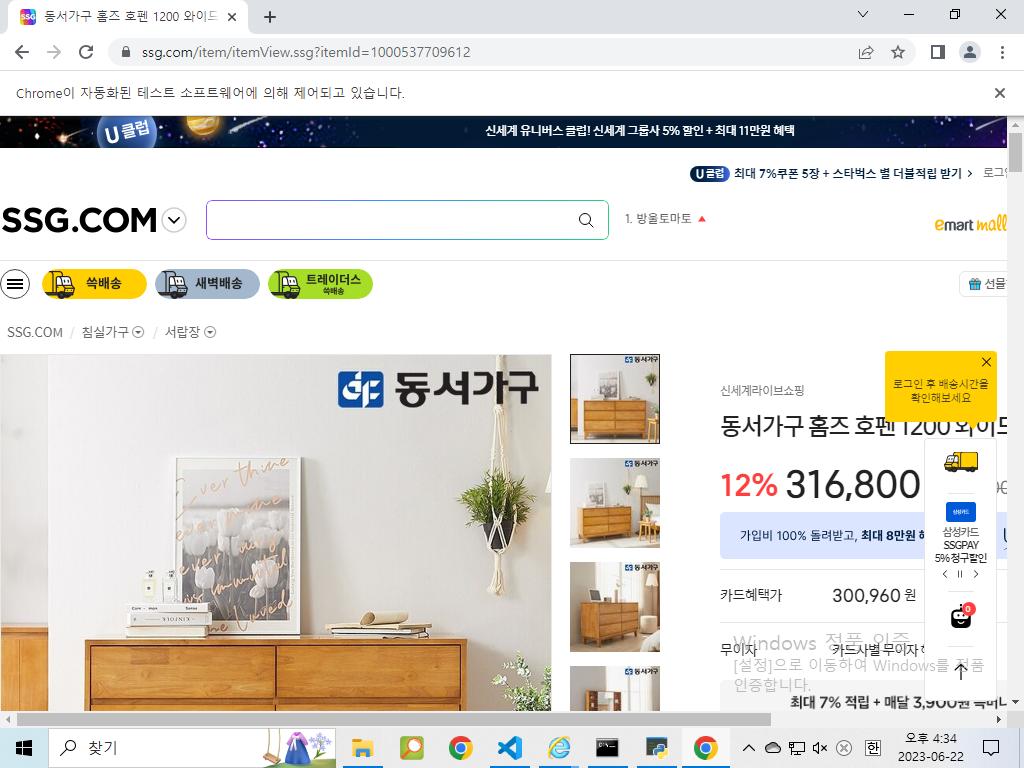 동서가구 홈즈 호펜 1200 와이드
ssg.com/item/itemView.ssg?itemId=1000537709612
Chrome이 자동화된 테스트 소프트웨어에 의해 제어되고 있습니다.
U 클럽
신세계 유니버스 클럽! 신세계 그룹사 5% 할인 + 최대 11만원 혜택
U 클럽 최대 7%쿠폰 5장 + 스타벅스 별 더블적립 받기 > 로그인
SSG.COM
1. 방울토마토
emart mall
쓱배송
새벽배송
트레이더스
쓱배송
선물
SSG.COM / 침실가구 / 서랍장
동서가구
신세계라이브쇼핑
로그인 후 배송시간을
확인해보세요
동서가구 홈즈 호펜 1200 와이드
12% 316,800
가입비 100% 돌려받고, 최대 8만원 혜
삼성카드
삼성카드
SSGPAY
5% 청구할인
카드혜택가 300,960 원
0
무이자 카드사별 무이자
Windows 정품 인증
[설정]으로 이동하여 Windows를 정품
인증합니다.
최대 7% 적립 + 매달 3,900원 쓱머니
찾기
오후 4:34
2023-06-22
한